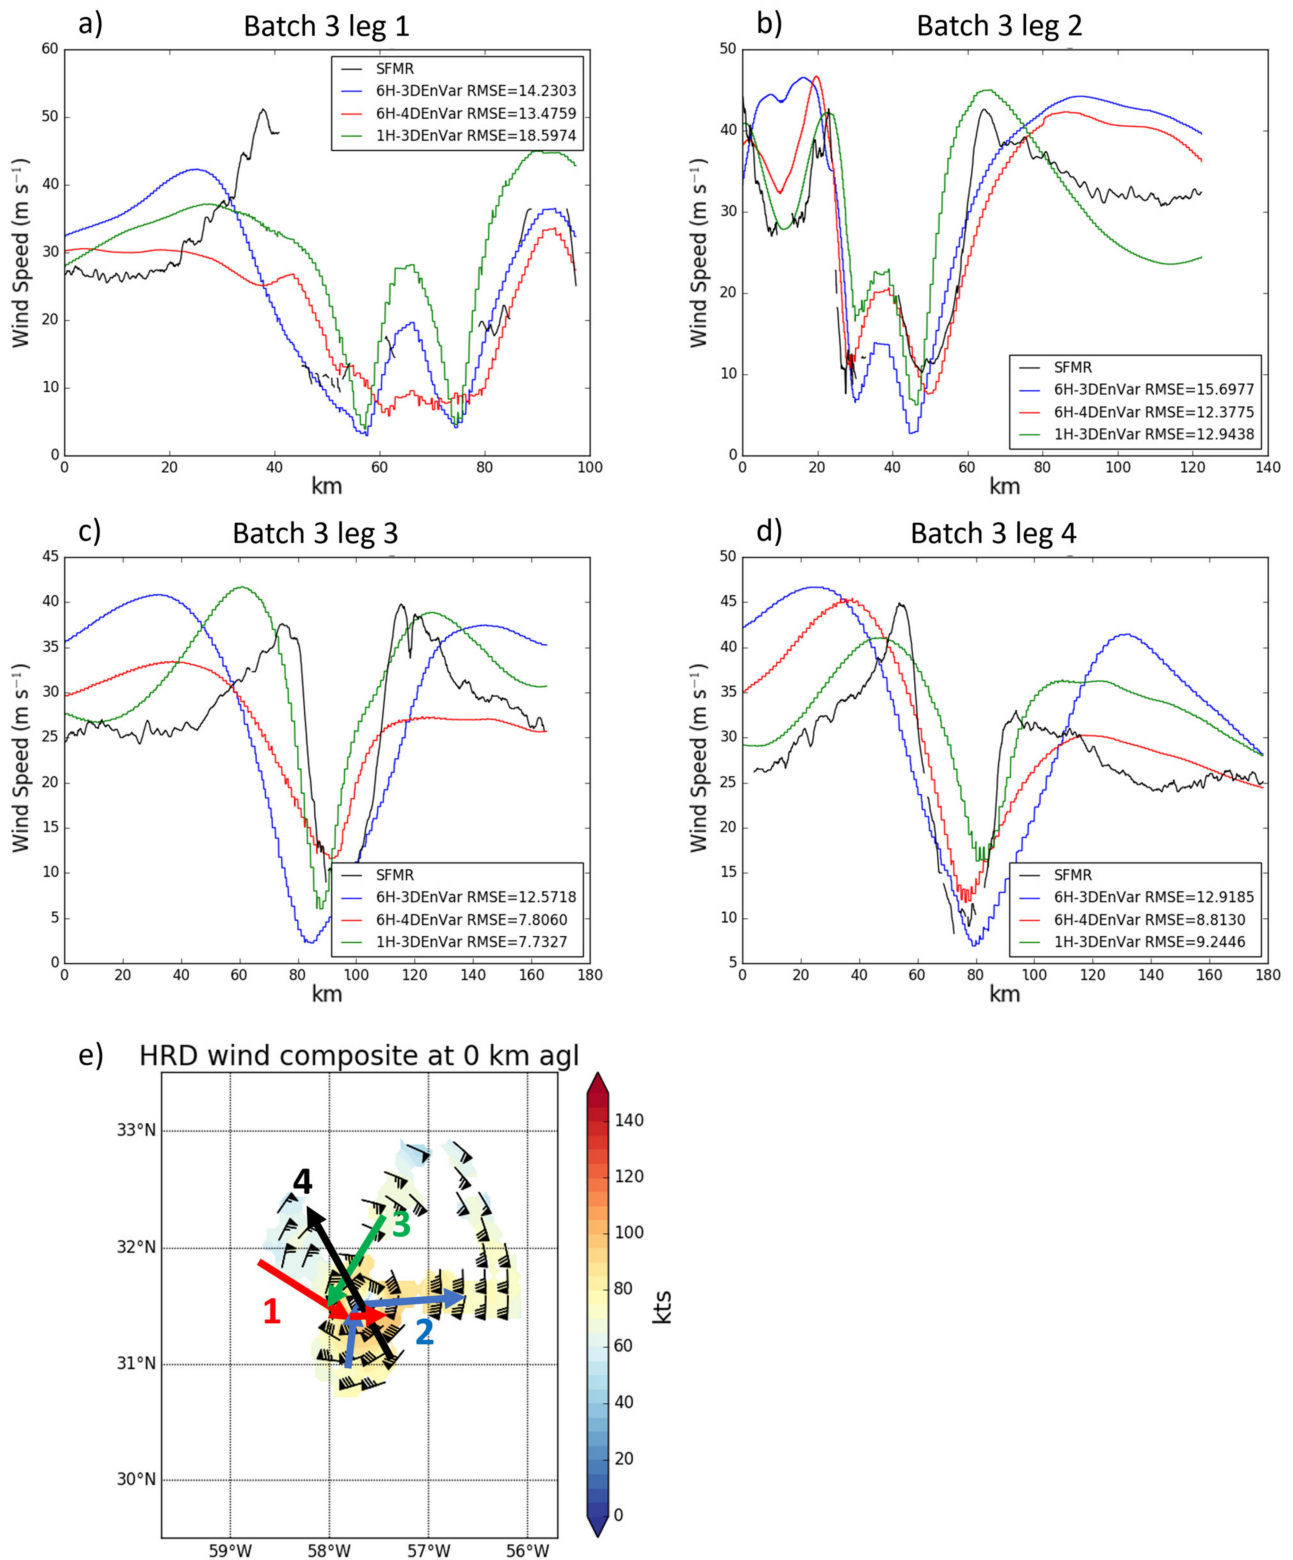 a) Batch 3 leg 1
60
50
40
30
20
10
0
Wind Speed (m s⁻¹)
SFMR
6H-3DEnVar RMSE=14.2303
6H-4DEnVar RMSE=13.4759
1H-3DEnVar RMSE=18.5974
0 20 40 60 80 100
km
b) Batch 3 leg 2
50
40
30
20
10
0
Wind Speed (m s⁻¹)
SFMR
6H-3DEnVar RMSE=15.6977
6H-4DEnVar RMSE=12.3775
1H-3DEnVar RMSE=12.9438
0 20 40 60 80 100 120 140
km
c) Batch 3 leg 3
45
40
35
30
25
20
15
10
5
0
Wind Speed (m s⁻¹)
SFMR
6H-3DEnVar RMSE=12.5718
6H-4DEnVar RMSE=7.8060
1H-3DEnVar RMSE=7.7327
0 20 40 60 80 100 120 140 160 180
km
d) Batch 3 leg 4
50
45
40
35
30
25
20
15
10
5
Wind Speed (m s⁻¹)
SFMR
6H-3DEnVar RMSE=12.9185
6H-4DEnVar RMSE=8.8130
1H-3DEnVar RMSE=9.2446
0 20 40 60 80 100 120 140 160 180
km
e) HRD wind composite at 0 km agl
33°N
32°N
31°N
30°N
4
3
1
2
59°W 58°W 57°W 56°W
140
120
100
80
60
40
20
0
kts